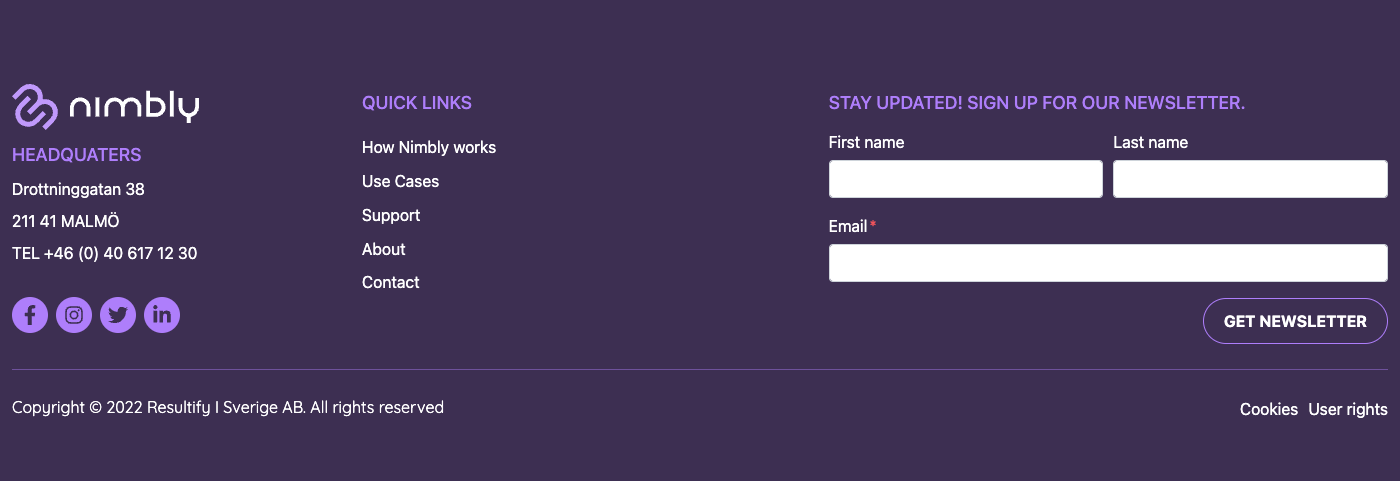 nimbly
HEADQUATERS
Drottninggatan 38
211 41 MALMÖ
TEL +46 (0) 40 617 12 30
QUICK LINKS
How Nimbly works
Use Cases
Support
About
Contact
STAY UPDATED! SIGN UP FOR OUR NEWSLETTER.
First name
Last name
Email*
GET NEWSLETTER
Copyright © 2022 Resultify I Sverige AB. All rights reserved
Cookies User rights